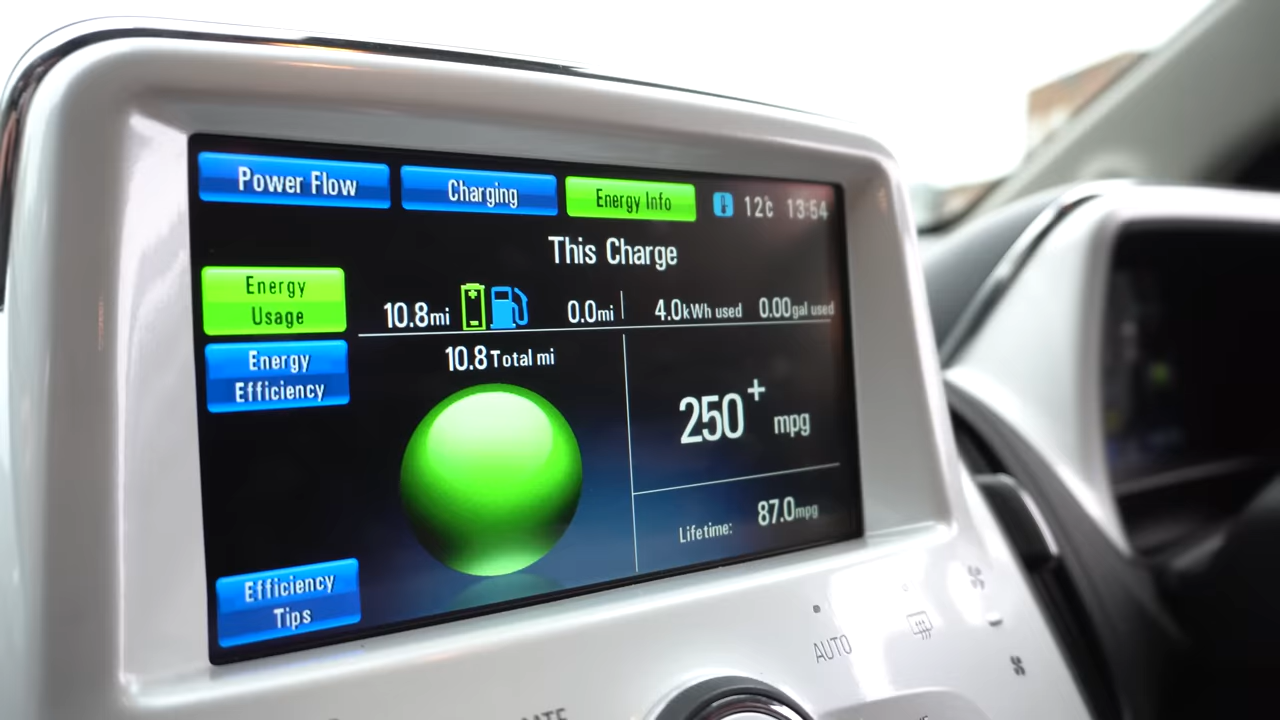 Power Flow
Charging
Energy Info
12°c 13:54
This Charge
Energy
Usage
10.8mi
0.0mi
4.0kWh used
0.00gal used
Energy
Efficiency
10.8 Total mi
250+ mpg
Lifetime: 87.0mpg
Efficiency
Tips
AUTO